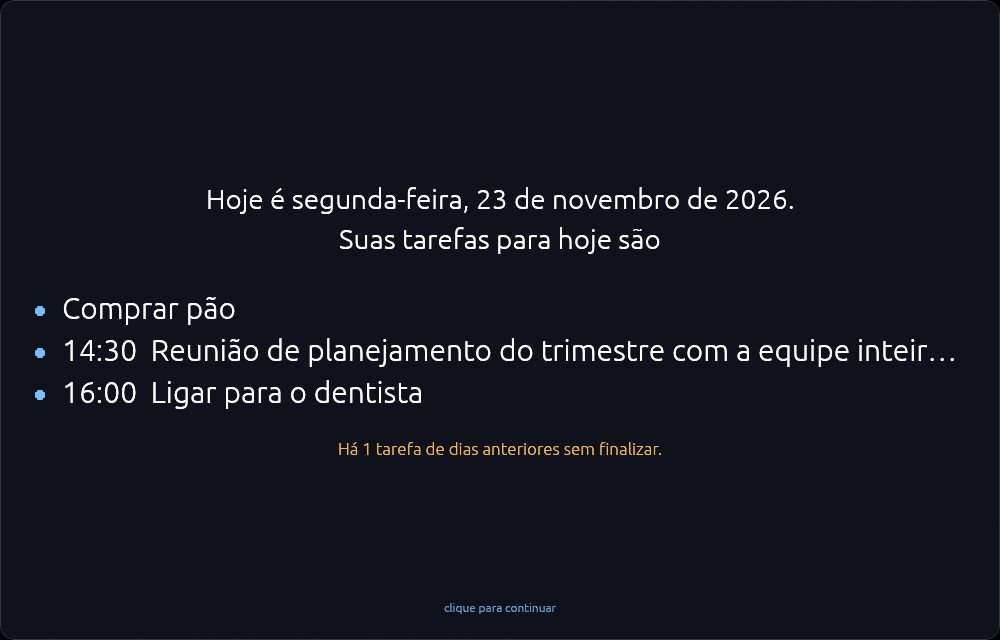 Hoje é segunda-feira, 23 de novembro de 2026.
Suas tarefas para hoje são
• Comprar pão
• 14:30 Reunião de planejamento do trimestre com a equipe inteir…
• 16:00 Ligar para o dentista
Há 1 tarefa de dias anteriores sem finalizar.
clique para continuar